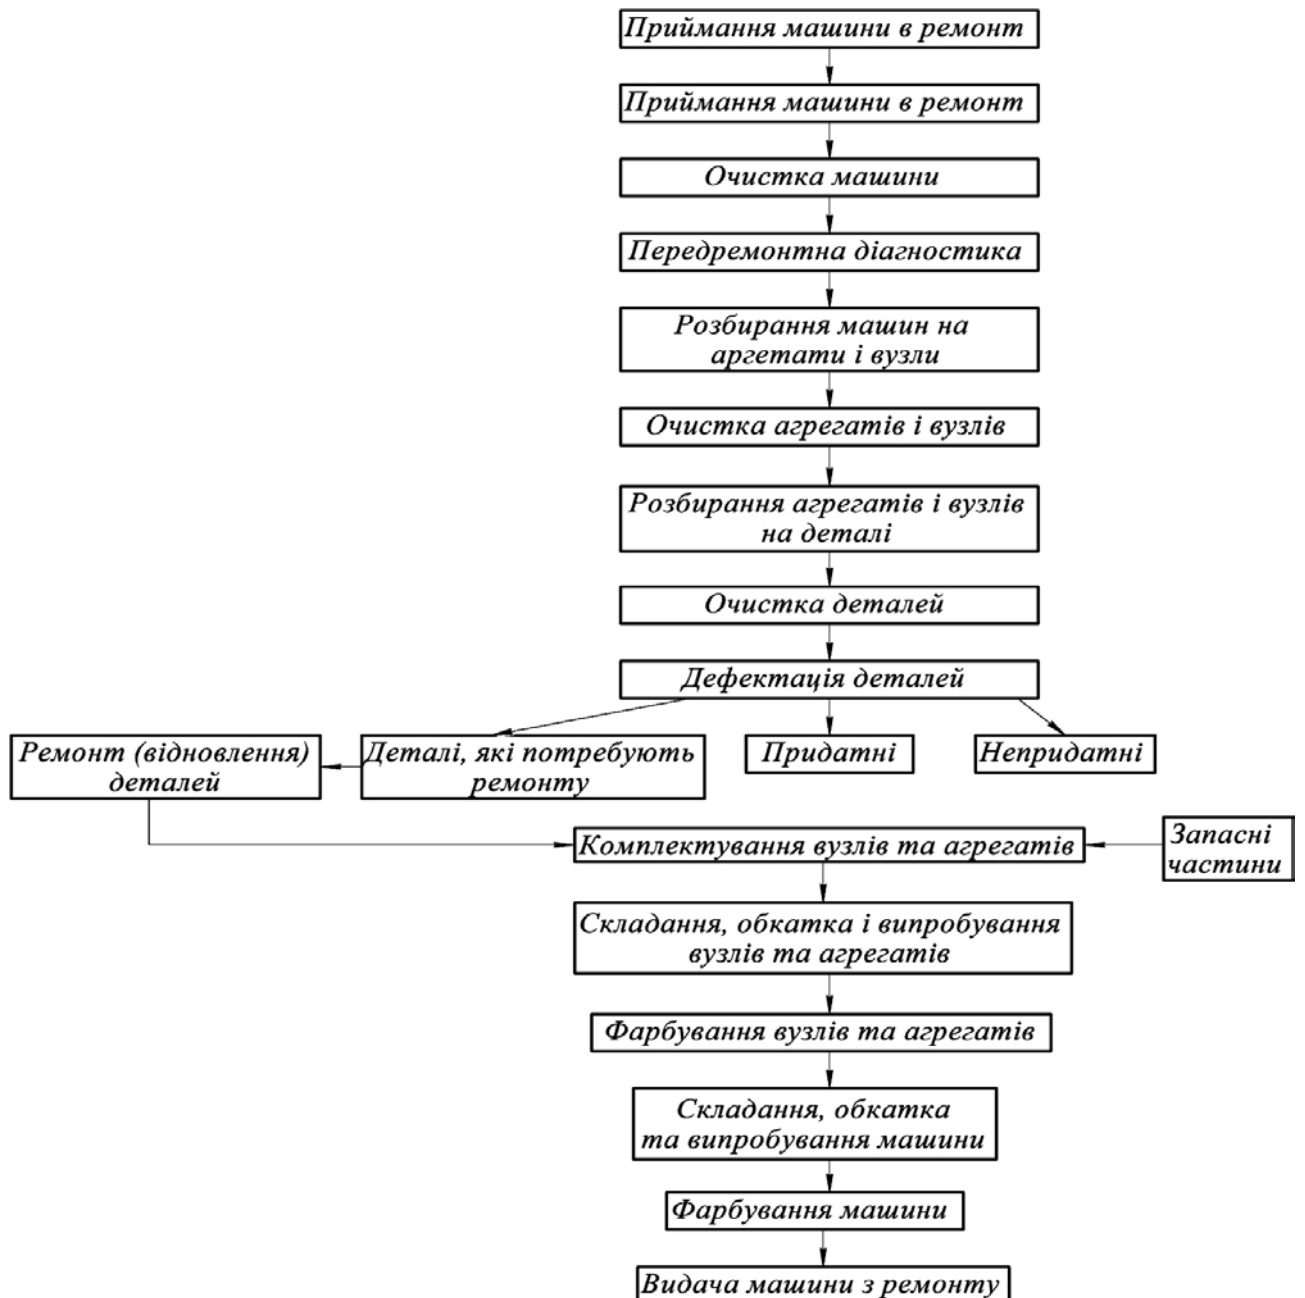 Приймання машини в ремонт
Приймання машини в ремонт
Очистка машини
Передремонтна діагностика
Розбирання машин на
аргетати і вузли
Очистка агрегатів і вузлів
Розбирання агрегатів і вузлів
на деталі
Очистка деталей
Дефектація деталей
Ремонт (відновлення)
деталей
Деталі, які потребують
ремонту
Придатні
Непридатні
Комплектування вузлів та агрегатів
Запасні
частини
Складання, обкатка і випробування
вузлів та агрегатів
Фарбування вузлів та агрегатів
Складання, обкатка
та випробування машини
Фарбування машини
Видача машини з ремонту